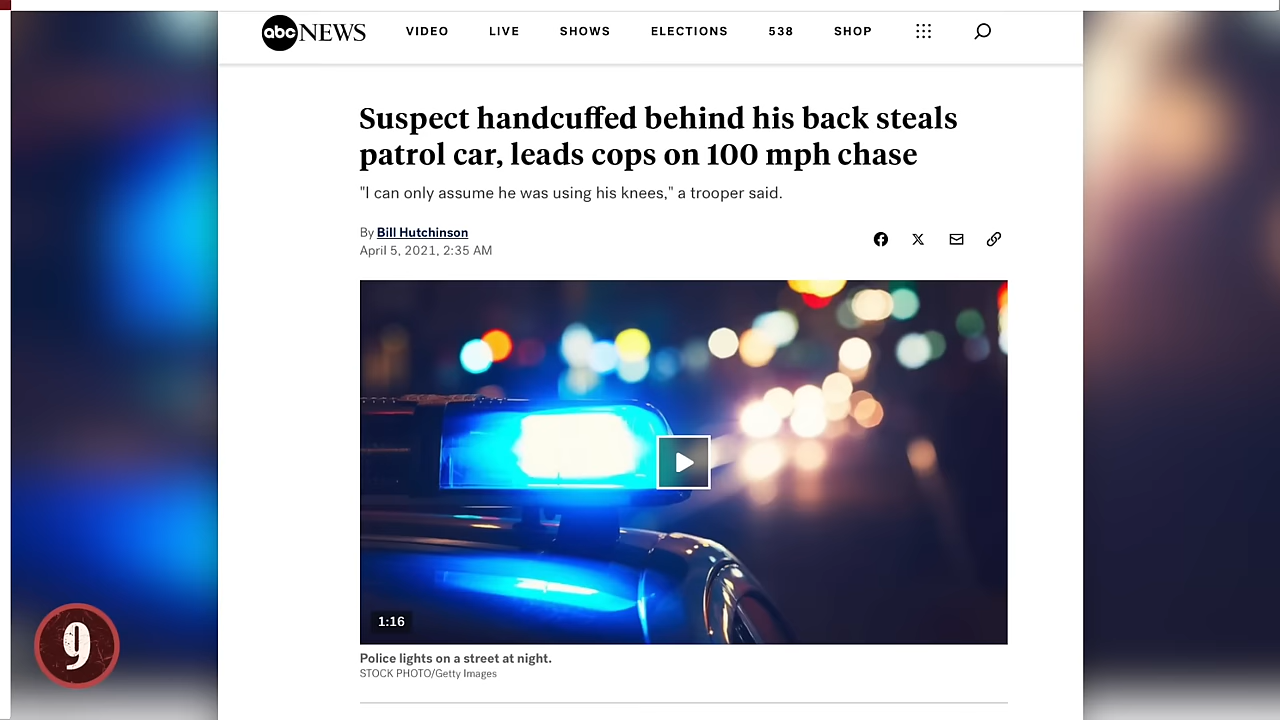 abc NEWS VIDEO LIVE SHOWS ELECTIONS 538 SHOP
Suspect handcuffed behind his back steals
patrol car, leads cops on 100 mph chase
"I can only assume he was using his knees," a trooper said.
By Bill Hutchinson
April 5, 2021, 2:35 AM
1:16
Police lights on a street at night.
STOCK PHOTO/Getty Images
9